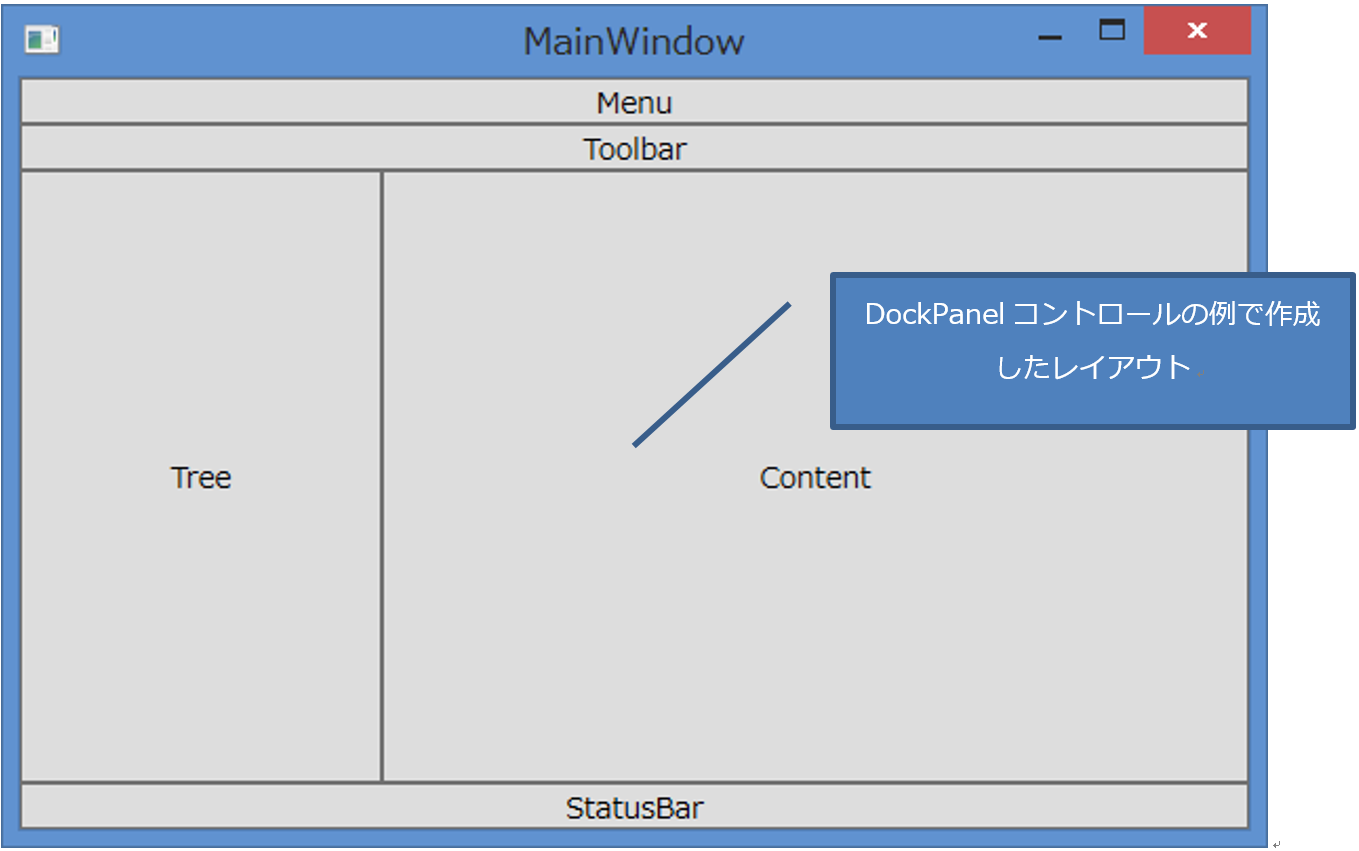 MainWindow
Menu
Toolbar
DockPanel コントロールの例で作成
したレイアウト
Tree
Content
StatusBar